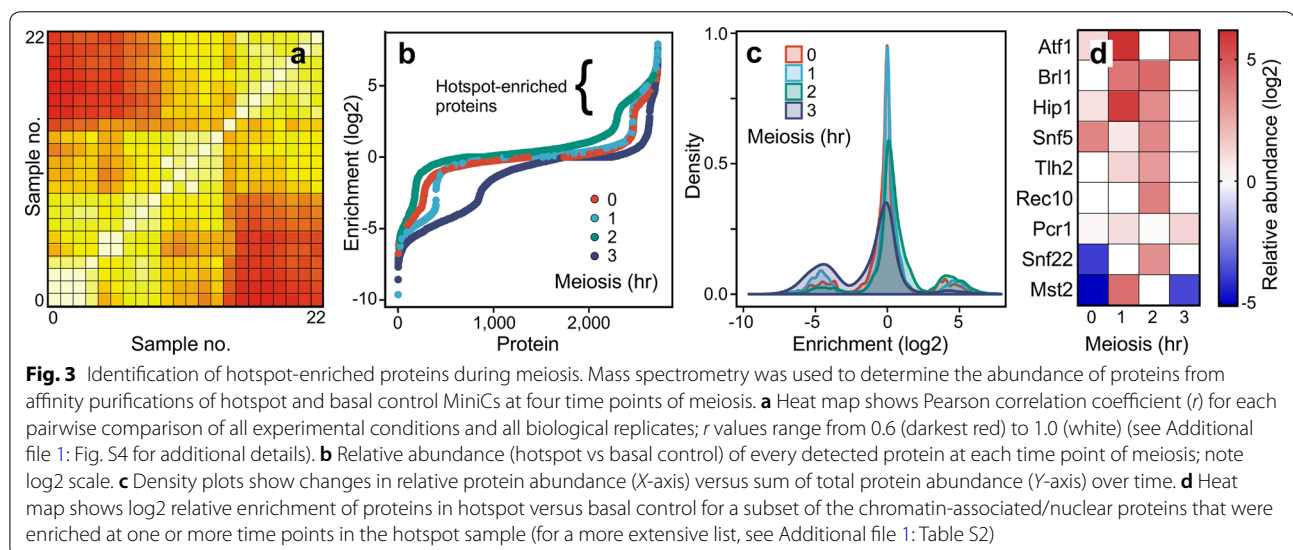 22
a
Sample no.
0
0
22
Sample no.
b
Hotspot-enriched
proteins
{
Enrichment (log2)
5
0
-5
-10
0
1
2
3
Meiosis (hr)
0
1,000
2,000
Protein
c
1.0
0
1
2
3
Meiosis (hr)
Density
0.5
0.0
-10
-5
0
5
Enrichment (log2)
d
Atf1
Brl1
Hip1
Snf5
Tlh2
Rec10
Pcr1
Snf22
Mst2
0 1 2 3
Meiosis (hr)
5
0
-5
Relative abundance (log2)
Fig. 3 Identification of hotspot-enriched proteins during meiosis. Mass spectrometry was used to determine the abundance of proteins from
affinity purifications of hotspot and basal control MiniCs at four time points of meiosis. a Heat map shows Pearson correlation coefficient (r) for each
pairwise comparison of all experimental conditions and all biological replicates; r values range from 0.6 (darkest red) to 1.0 (white) (see Additional
file 1: Fig. S4 for additional details). b Relative abundance (hotspot vs basal control) of every detected protein at each time point of meiosis; note
log2 scale. c Density plots show changes in relative protein abundance (X-axis) versus sum of total protein abundance (Y-axis) over time. d Heat
map shows log2 relative enrichment of proteins in hotspot versus basal control for a subset of the chromatin-associated/nuclear proteins that were
enriched at one or more time points in the hotspot sample (for a more extensive list, see Additional file 1: Table S2)